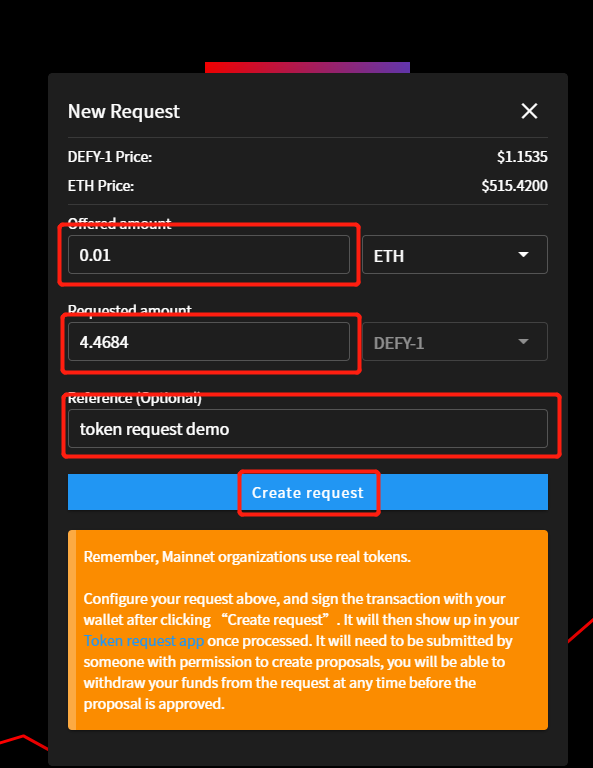 New Request
DEFY-1 Price: $1.1535
ETH Price: $515.4200
Offered amount
0.01 ETH
Requested amount
4.4684 DEFY-1
Reference (Optional)
token request demo
Create request
Remember, Mainnet organizations use real tokens.
Configure your request above, and sign the transaction with your
wallet after clicking “Create request”. It will then show up in your
Token request app once processed. It will need to be submitted by
someone with permission to create proposals, you will be able to
withdraw your funds from the request at any time before the
proposal is approved.